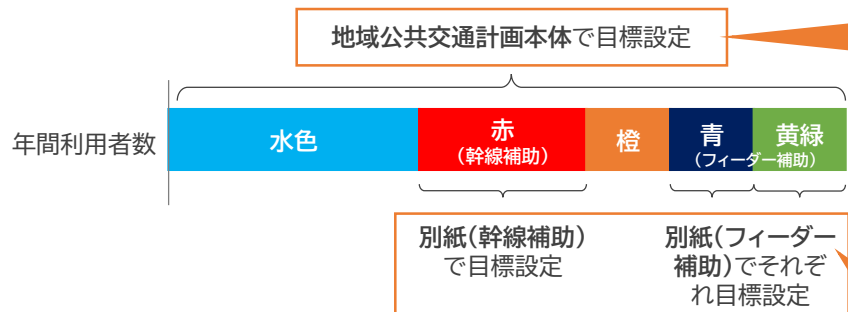 地域公共交通計画本体で目標設定
年間利用者数
水色
赤
(幹線補助)
橙
青
黄緑
(フィーダー補助)
別紙(幹線補助)
で目標設定
別紙(フィーダー
補助)でそれぞ
れ目標設定